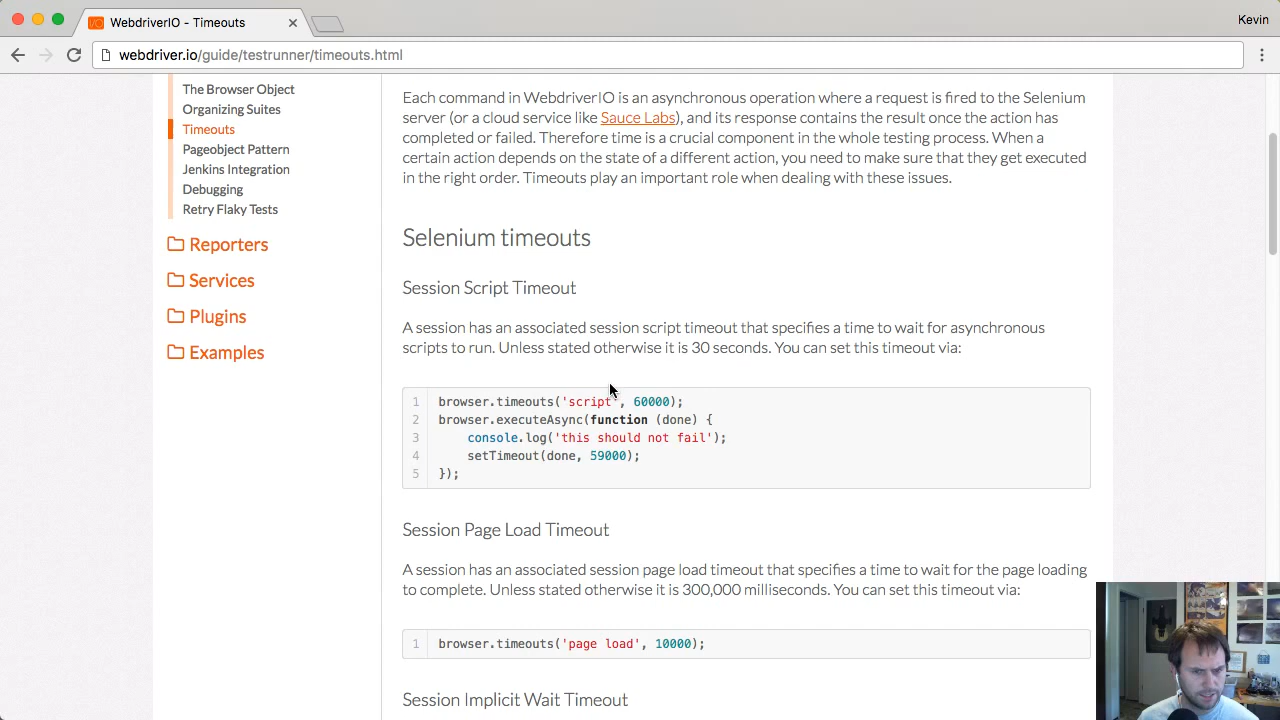 WebdriverIO - Timeouts
Kevin
webdriver.io/guide/testrunner/timeouts.html
The Browser Object
Organizing Suites
Timeouts
Pageobject Pattern
Jenkins Integration
Debugging
Retry Flaky Tests
Reporters
Services
Plugins
Examples
Each command in WebdriverIO is an asynchronous operation where a request is fired to the Selenium
server (or a cloud service like Sauce Labs), and its response contains the result once the action has
completed or failed. Therefore time is a crucial component in the whole testing process. When a
certain action depends on the state of a different action, you need to make sure that they get executed
in the right order. Timeouts play an important role when dealing with these issues.
Selenium timeouts
Session Script Timeout
A session has an associated session script timeout that specifies a time to wait for asynchronous
scripts to run. Unless stated otherwise it is 30 seconds. You can set this timeout via:
1 browser.timeouts('script', 60000);
2 browser.executeAsync(function (done) {
3 console.log('this should not fail');
4 setTimeout(done, 59000);
5 });
Session Page Load Timeout
A session has an associated session page load timeout that specifies a time to wait for the page loading
to complete. Unless stated otherwise it is 300,000 milliseconds. You can set this timeout via:
1 browser.timeouts('page load', 10000);
Session Implicit Wait Timeout